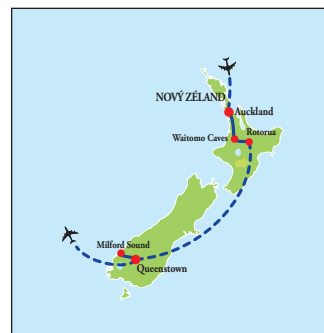 NOVÝ ZÉLAND
Auckland
Waitomo Caves
Rotorua
Milford Sound
Queenstown